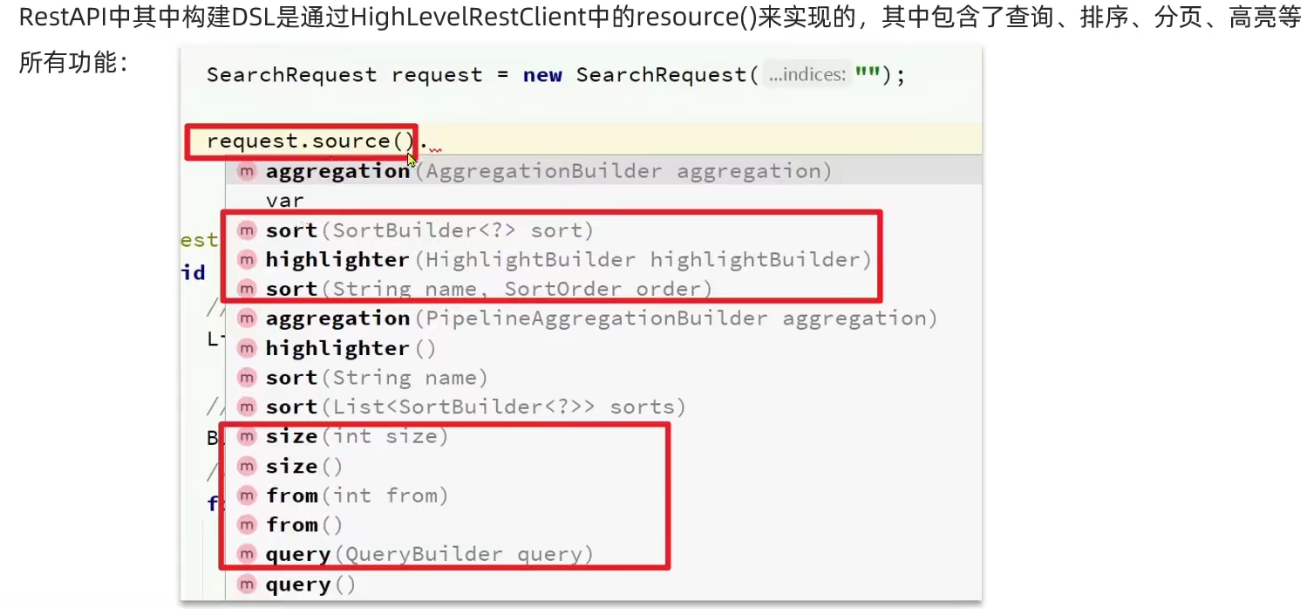 RestAPI中其中构建DSL是通过HighLevelRestClient中的resource()来实现的，其中包含了查询、排序、分页、高亮等
所有功能：
SearchRequest request = new SearchRequest( ...indices: "");
request.source().
m aggregation(AggregationBuilder aggregation)
var
m sort(SortBuilder<?> sort)
est
m highlighter(HighlightBuilder highlightBuilder)
id
m sort(String name, SortOrder order)
//
m aggregation(PipelineAggregationBuilder aggregation)
m highlighter()
m sort(String name)
m sort(List<SortBuilder<?>> sorts)
//
m size(int size)
B
m size()
/
m from(int from)
f
m from()
m query(QueryBuilder query)
m query()